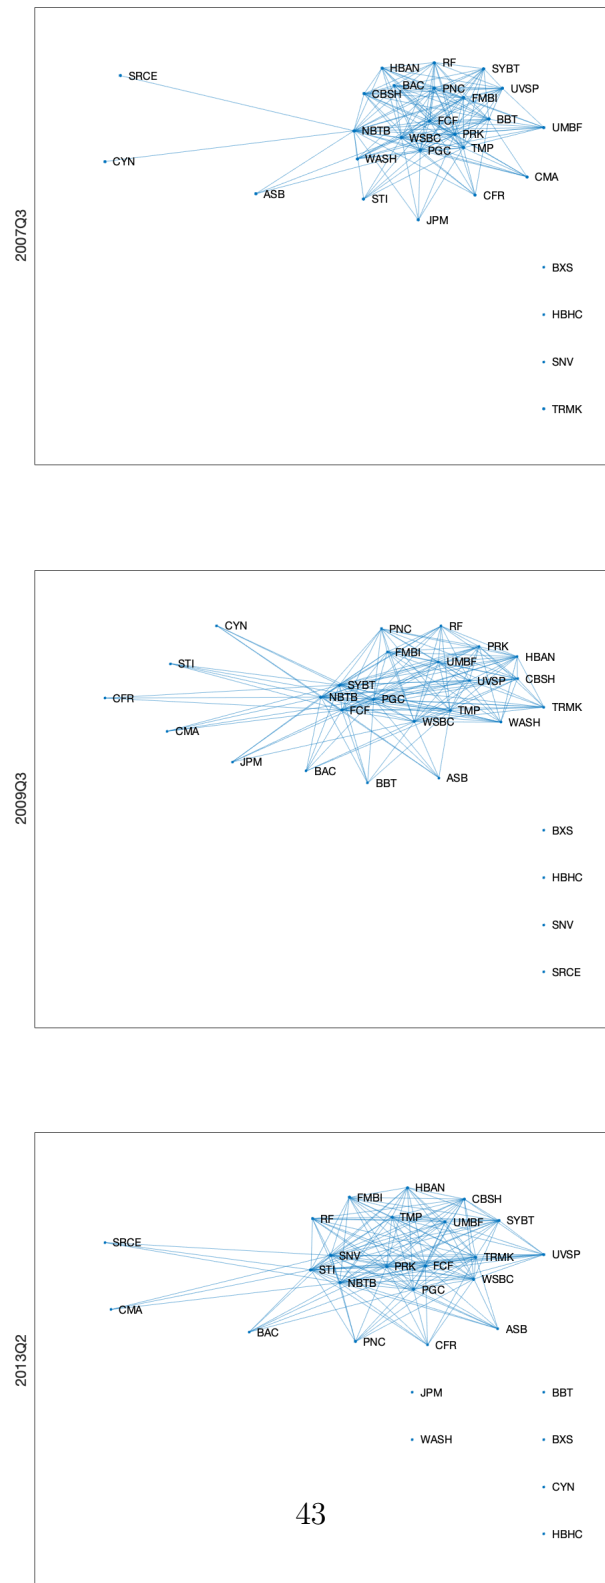 2007Q3
RF
HBAN
SYBT
SRCE
BAC
PNC
UVSP
CBSH
FMBI
FCF
BBT
NBTB
UMBF
WSBC
PRK
PGC
TMP
WASH
CYN
CMA
ASB
STI
CFR
JPM
BXS
HBHC
SNV
TRMK
2009Q3
CYN
PNC
RF
PRK
FMBI
HBAN
STI
UMBF
CBSH
UVSP
SYBT
NBTB
PGC
CFR
TRMK
FCF
TMP
WSBC
WASH
CMA
JPM
BAC
ASB
BBT
BXS
HBHC
SNV
SRCE
2013Q2
HBAN
FMBI
CBSH
RF
TMP
SYBT
UMBF
SRCE
SNV
UVSP
TRMK
STI
PRK
FCF
WSBC
NBTB
PGC
CMA
ASB
BAC
PNC
CFR
JPM
BBT
WASH
BXS
CYN
43
HBHC